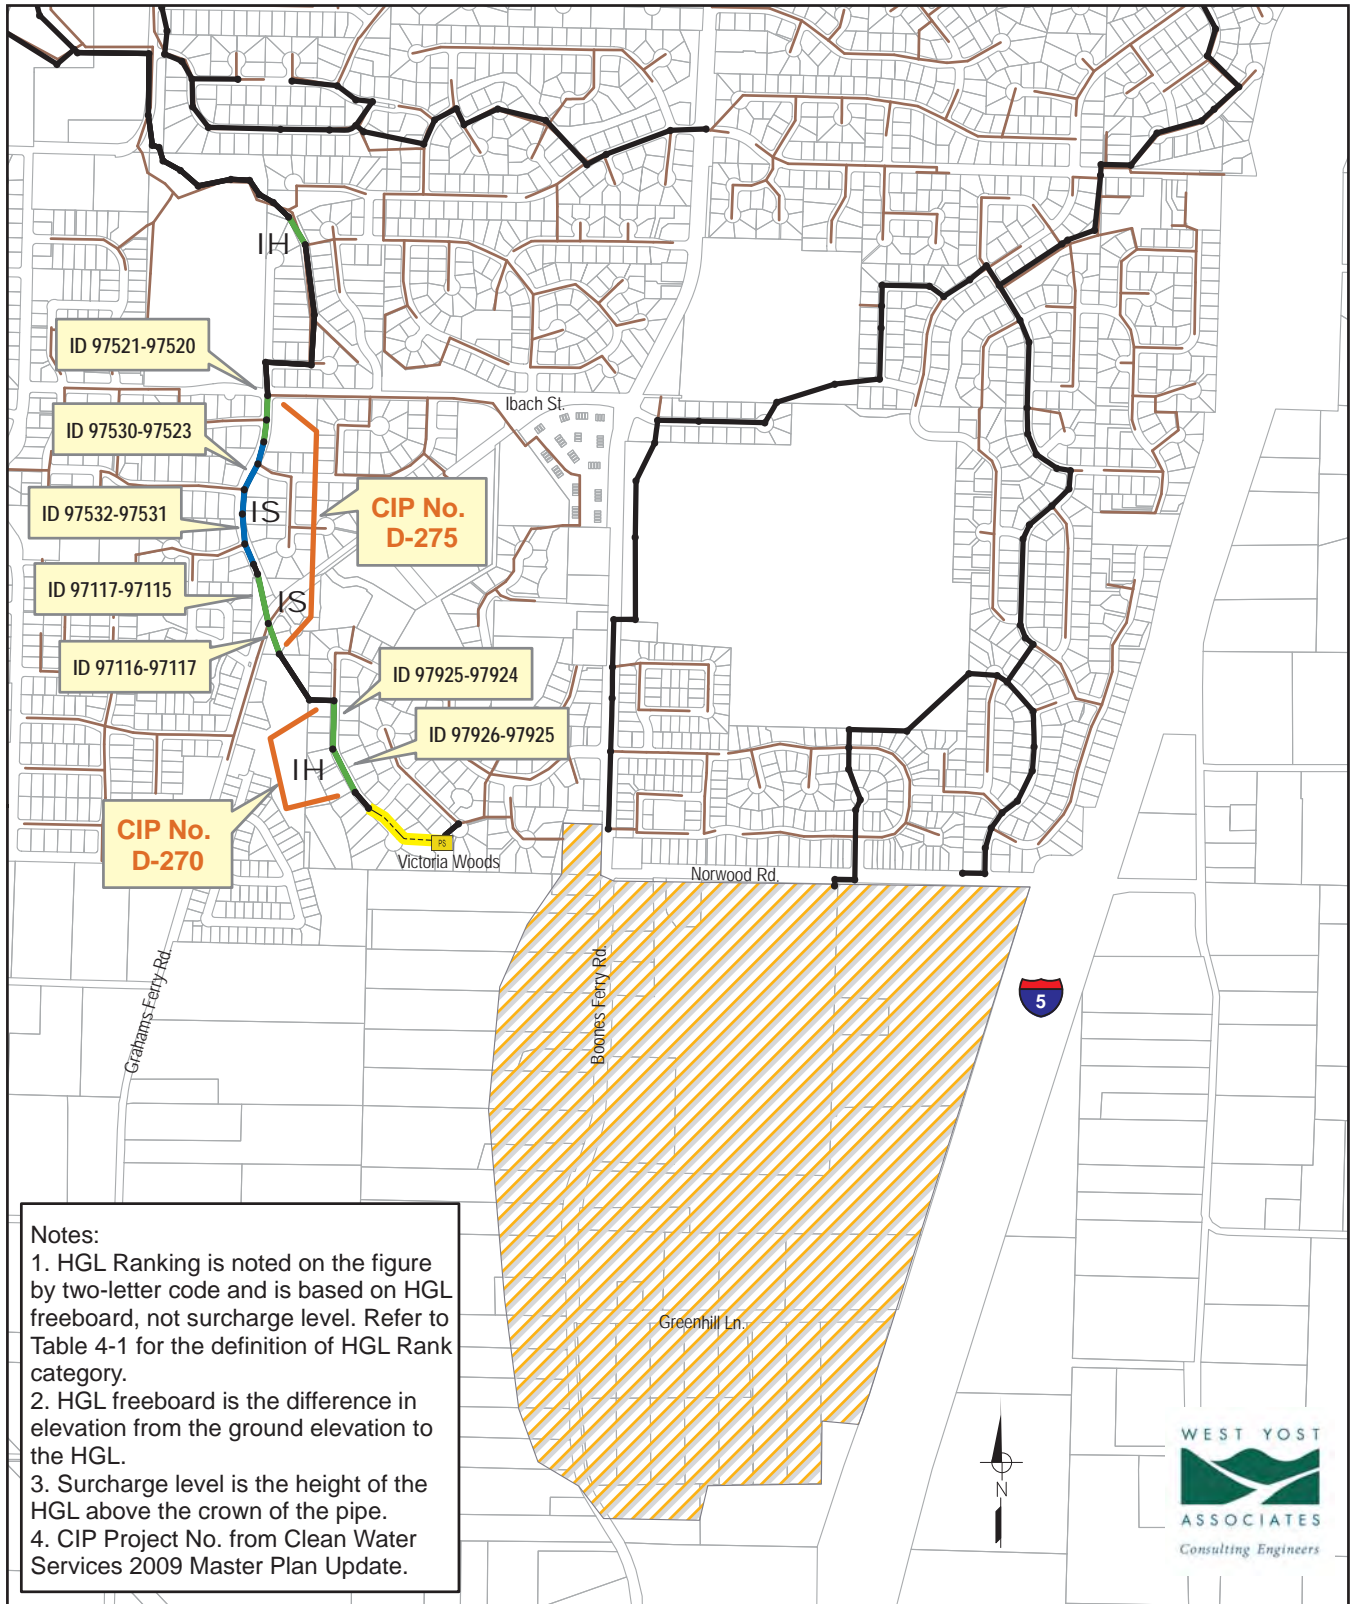 IH
ID 97521-97520
Ibach St.
ID 97530-97523
CIP No.
D-275
ID 97532-97531
IS
ID 97117-97115
IS
ID 97116-97117
ID 97925-97924
ID 97926-97925
IH
CIP No.
D-270
PS
Victoria Woods
Norwood Rd.
Grahams Ferry Rd.
Boones Ferry Rd.
5
Greenhill Ln.
Notes:
1. HGL Ranking is noted on the figure
by two-letter code and is based on HGL
freeboard, not surcharge level. Refer to
Table 4-1 for the definition of HGL Rank
category.
2. HGL freeboard is the difference in
elevation from the ground elevation to
the HGL.
3. Surcharge level is the height of the
HGL above the crown of the pipe.
4. CIP Project No. from Clean Water
Services 2009 Master Plan Update.
N
WEST YOST
ASSOCIATES
Consulting Engineers